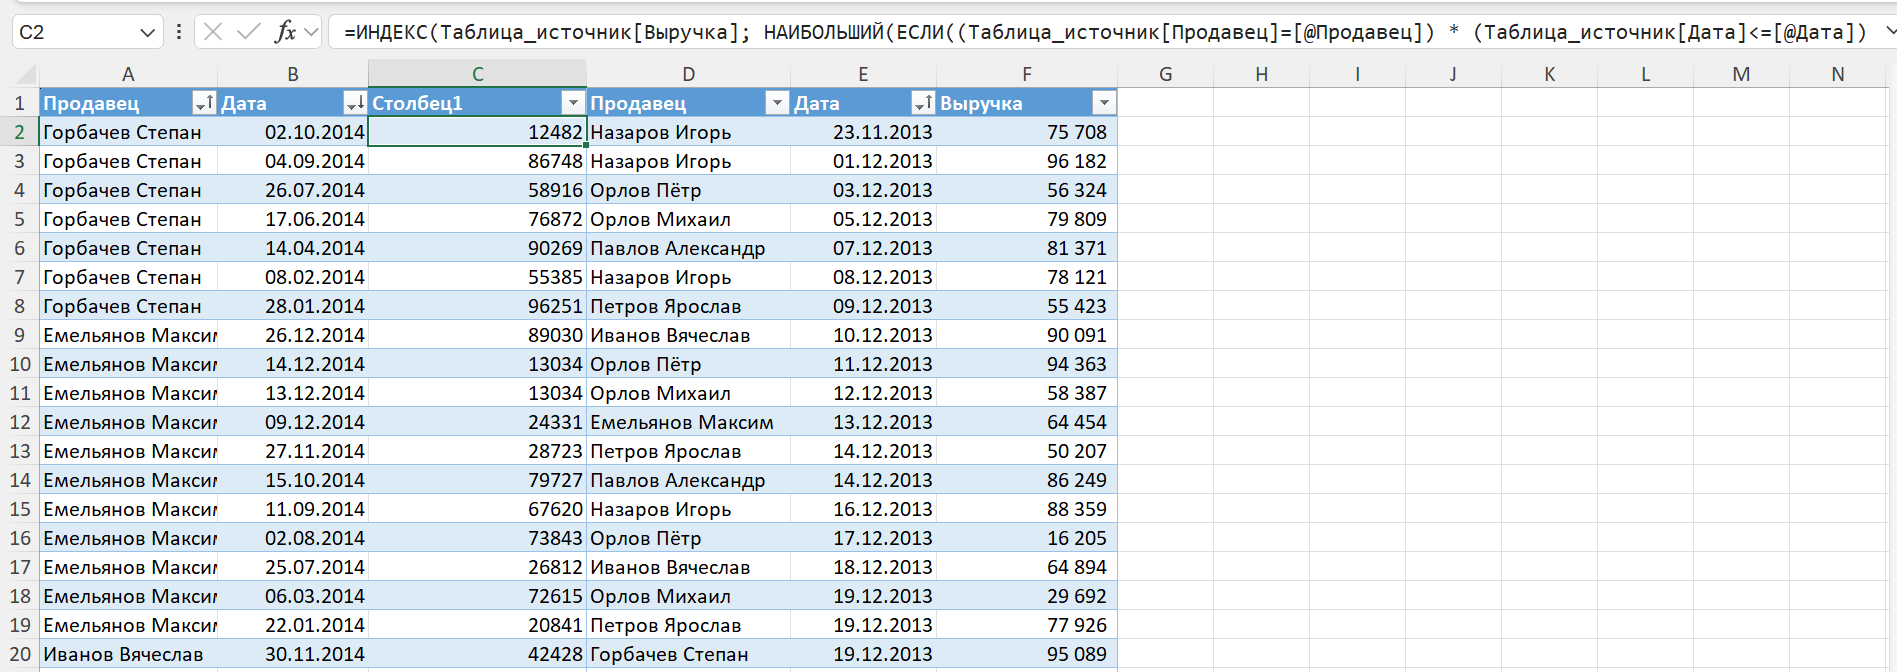 C2 fx =ИНДЕКС(Таблица_источник[Выручка]; НАИБОЛЬШИЙ(ЕСЛИ((Таблица_источник[Продавец]=[@Продавец]) * (Таблица_источник[Дата]<=[@Дата])
A B C D E F G H I J K L M N
1 Продавец Дата Столбец1 Продавец Дата Выручка
2 Горбачев Степан 02.10.2014 12482 Назаров Игорь 23.11.2013 75 708
3 Горбачев Степан 04.09.2014 86748 Назаров Игорь 01.12.2013 96 182
4 Горбачев Степан 26.07.2014 58916 Орлов Пётр 03.12.2013 56 324
5 Горбачев Степан 17.06.2014 76872 Орлов Михаил 05.12.2013 79 809
6 Горбачев Степан 14.04.2014 90269 Павлов Александр 07.12.2013 81 371
7 Горбачев Степан 08.02.2014 55385 Назаров Игорь 08.12.2013 78 121
8 Горбачев Степан 28.01.2014 96251 Петров Ярослав 09.12.2013 55 423
9 Емельянов Макси 26.12.2014 89030 Иванов Вячеслав 10.12.2013 90 091
10 Емельянов Макси 14.12.2014 13034 Орлов Пётр 11.12.2013 94 363
11 Емельянов Макси 13.12.2014 13034 Орлов Михаил 12.12.2013 58 387
12 Емельянов Макси 09.12.2014 24331 Емельянов Максим 13.12.2013 64 454
13 Емельянов Макси 27.11.2014 28723 Петров Ярослав 14.12.2013 50 207
14 Емельянов Макси 15.10.2014 79727 Павлов Александр 14.12.2013 86 249
15 Емельянов Макси 11.09.2014 67620 Назаров Игорь 16.12.2013 88 359
16 Емельянов Макси 02.08.2014 73843 Орлов Пётр 17.12.2013 16 205
17 Емельянов Макси 25.07.2014 26812 Иванов Вячеслав 18.12.2013 64 894
18 Емельянов Макси 06.03.2014 72615 Орлов Михаил 19.12.2013 29 692
19 Емельянов Макси 22.01.2014 20841 Петров Ярослав 19.12.2013 77 926
20 Иванов Вячеслав 30.11.2014 42428 Горбачев Степан 19.12.2013 95 089